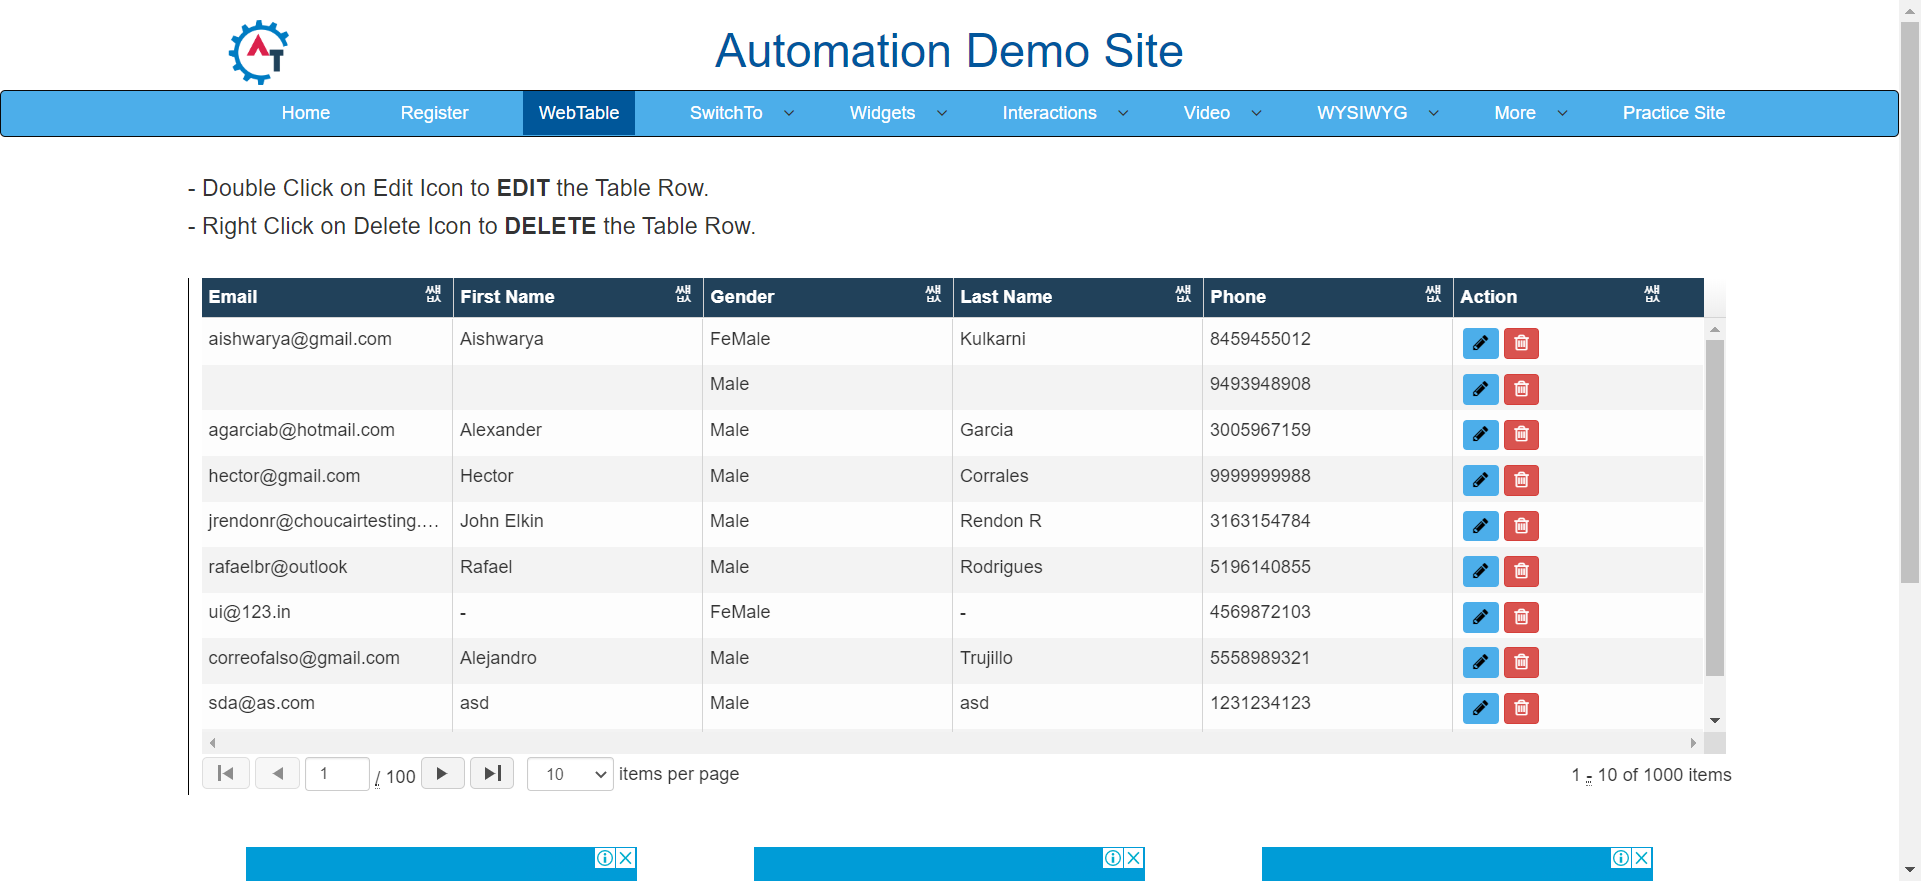 AT
Automation Demo Site
Home Register WebTable SwitchTo Widgets Interactions Video WYSIWYG More Practice Site
- Double Click on Edit Icon to EDIT the Table Row.
- Right Click on Delete Icon to DELETE the Table Row.
Email First Name Gender Last Name Phone Action
aishwarya@gmail.com Aishwarya FeMale Kulkarni 8459455012
Male 9493948908
agarciab@hotmail.com Alexander Male Garcia 3005967159
hector@gmail.com Hector Male Corrales 9999999988
jrendonr@choucairtesting.... John Elkin Male Rendon R 3163154784
rafaelbr@outlook Rafael Male Rodrigues 5196140855
ui@123.in - FeMale - 4569872103
correofalso@gmail.com Alejandro Male Trujillo 5558989321
sda@as.com asd Male asd 1231234123
1 / 100 10 items per page 1 - 10 of 1000 items